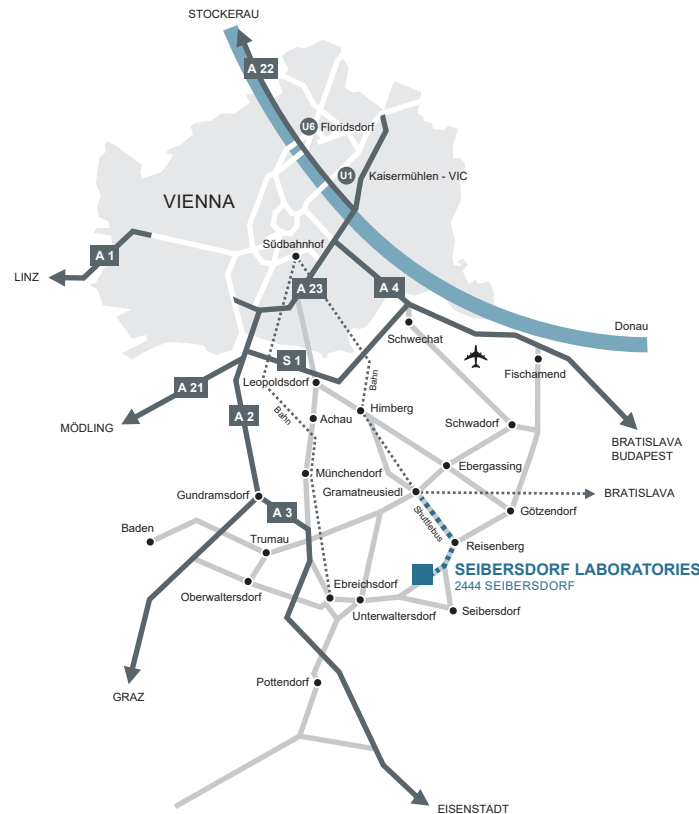 STOCKERAU
A 22
U6 Floridsdorf
U1
Kaisermühlen - VIC
VIENNA
Südbahnhof
A 1
LINZ
A 23
A 4
Donau
Schwechat
S 1
Fischamend
Leopoldsdorf
Bahn
A 21
Himberg
Bahn
A 2
Achau
Schwadorf
MÖDLING
BRATISLAVA
BUDAPEST
Ebergassing
Münchendorf
Gramatneusiedl
BRATISLAVA
Gundramsdorf
A 3
Shuttlebus
Götzendorf
Baden
Trumau
Reisenberg
SEIBERSDORF LABORATORIES
2444 SEIBERSDORF
Ebreichsdorf
Oberwaltersdorf
Unterwaltersdorf
Seibersdorf
Pottendorf
GRAZ
EISENSTADT